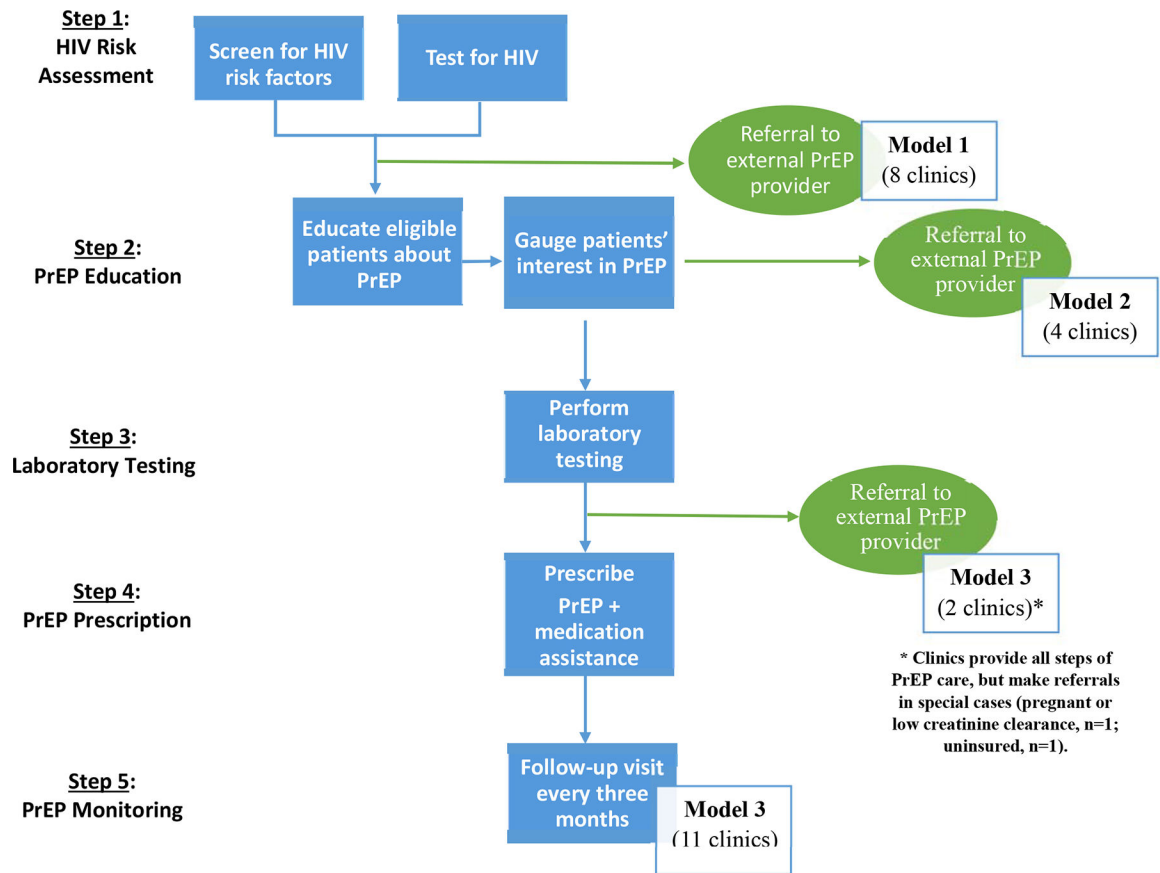 Step 1:
HIV Risk
Assessment
Screen for HIV
risk factors
Test for HIV
Referral to
external PrEP
provider
Model 1
(8 clinics)
Step 2:
PrEP Education
Educate eligible
patients about
PrEP
Gauge patients’
interest in PrEP
Referral to
external PrEP
provider
Model 2
(4 clinics)
Step 3:
Laboratory Testing
Perform
laboratory
testing
Referral to
external PrEP
provider
Model 3
(2 clinics)*
* Clinics provide all steps of
PrEP care, but make referrals
in special cases (pregnant or
low creatinine clearance, n=1;
uninsured, n=1).
Step 4:
PrEP Prescription
Prescribe
PrEP +
medication
assistance
Step 5:
PrEP Monitoring
Follow-up visit
every three
months
Model 3
(11 clinics)